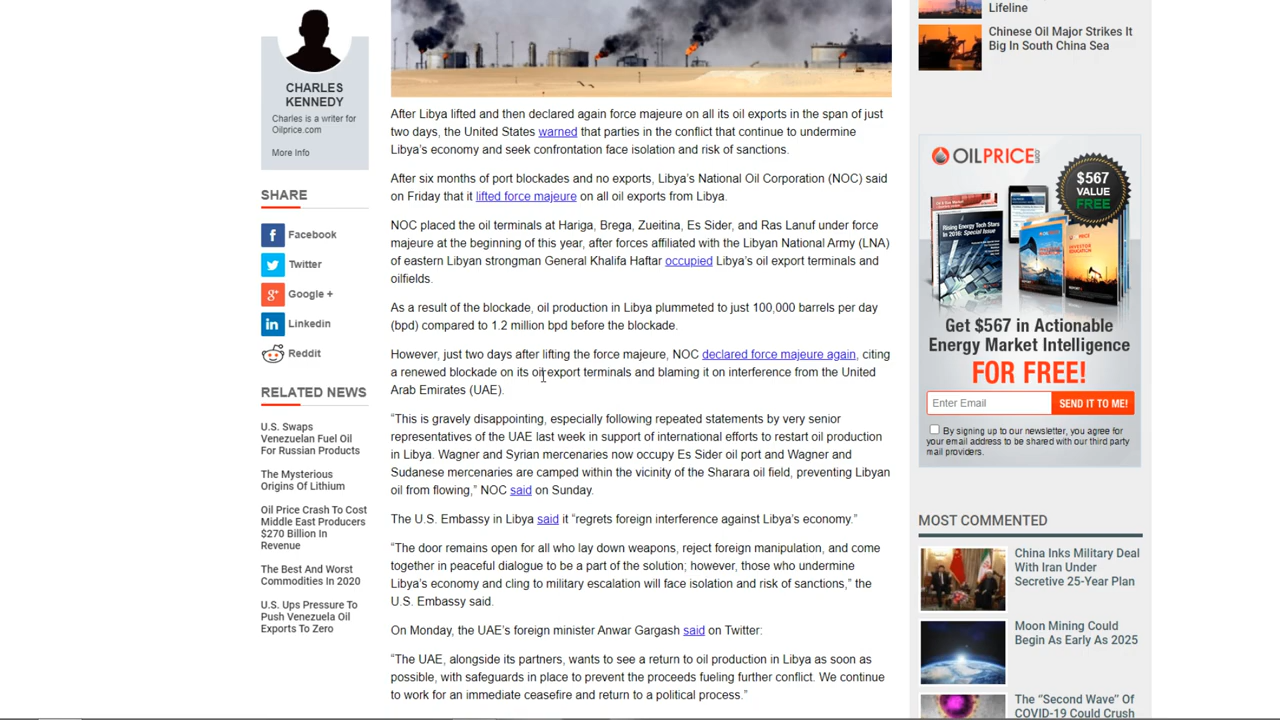 CHARLES
KENNEDY
Charles is a writer for
Oilprice.com
More Info
SHARE
Facebook
Twitter
Google +
Linkedin
Reddit
RELATED NEWS
U.S. Swaps
Venezuelan Fuel Oil
For Russian Products
The Mysterious
Origins Of Lithium
Oil Price Crash To Cost
Middle East Producers
$270 Billion In
Revenue
The Best And Worst
Commodities In 2020
U.S. Ups Pressure To
Push Venezuela Oil
Exports To Zero
After Libya lifted and then declared again force majeure on all its oil exports in the span of just
two days, the United States warned that parties in the conflict that continue to undermine
Libya's economy and seek confrontation face isolation and risk of sanctions.
After six months of port blockades and no exports, Libya's National Oil Corporation (NOC) said
on Friday that it lifted force majeure on all oil exports from Libya.
NOC placed the oil terminals at Hariga, Brega, Zueitina, Es Sider, and Ras Lanuf under force
majeure at the beginning of this year, after forces affiliated with the Libyan National Army (LNA)
of eastern Libyan strongman General Khalifa Haftar occupied Libya's oil export terminals and
oilfields.
As a result of the blockade, oil production in Libya plummeted to just 100,000 barrels per day
(bpd) compared to 1.2 million bpd before the blockade.
However, just two days after lifting the force majeure, NOC declared force majeure again, citing
a renewed blockade on its oil export terminals and blaming it on interference from the United
Arab Emirates (UAE).
“This is gravely disappointing, especially following repeated statements by very senior
representatives of the UAE last week in support of international efforts to restart oil production
in Libya. Wagner and Syrian mercenaries now occupy Es Sider oil port and Wagner and
Sudanese mercenaries are camped within the vicinity of the Sharara oil field, preventing Libyan
oil from flowing,” NOC said on Sunday.
The U.S. Embassy in Libya said it “regrets foreign interference against Libya's economy.”
“The door remains open for all who lay down weapons, reject foreign manipulation, and come
together in peaceful dialogue to be a part of the solution; however, those who undermine
Libya's economy and cling to military escalation will face isolation and risk of sanctions,” the
U.S. Embassy said.
On Monday, the UAE's foreign minister Anwar Gargash said on Twitter:
“The UAE, alongside its partners, wants to see a return to oil production in Libya as soon as
possible, with safeguards in place to prevent the proceeds fueling further conflict. We continue
to work for an immediate ceasefire and return to a political process.”
Lifeline
Chinese Oil Major Strikes It
Big In South China Sea
OILPRICE
$567
VALUE
FREE
Rising Energy Tech Stars
In 2016: Special Issue
INVESTOR
EDUCATION
Get $567 in Actionable
Energy Market Intelligence
FOR FREE!
Enter Email
SEND IT TO ME!
By signing up to our newsletter, you agree for
your email address to be shared with our third party
mail providers.
MOST COMMENTED
China Inks Military Deal
With Iran Under
Secretive 25-Year Plan
Moon Mining Could
Begin As Early As 2025
The “Second Wave” Of
COVID-19 Could Crush